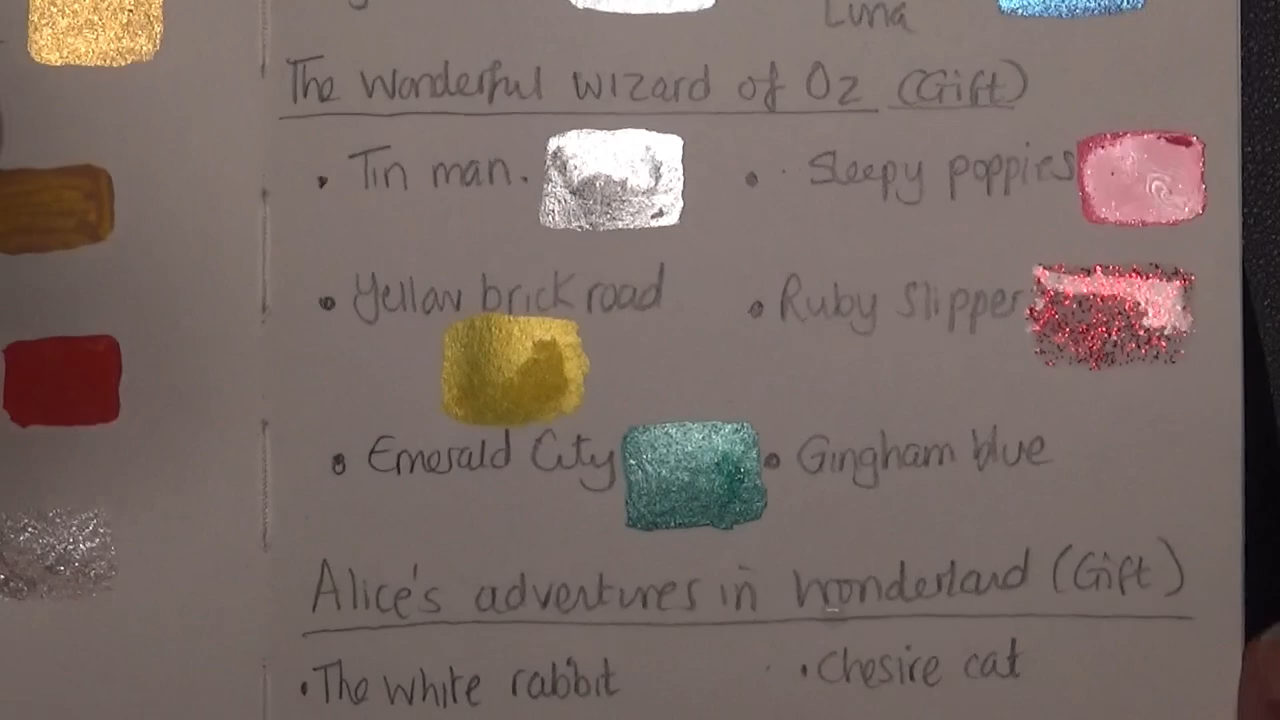 Luna
The Wonderful Wizard of Oz (Gift)
• Tin man. • Sleepy poppies
• Yellow brick road • Ruby Slipper
• Emerald City • Gingham blue
Alice's adventures in Wonderland (Gift)
• The white rabbit • Chesire cat